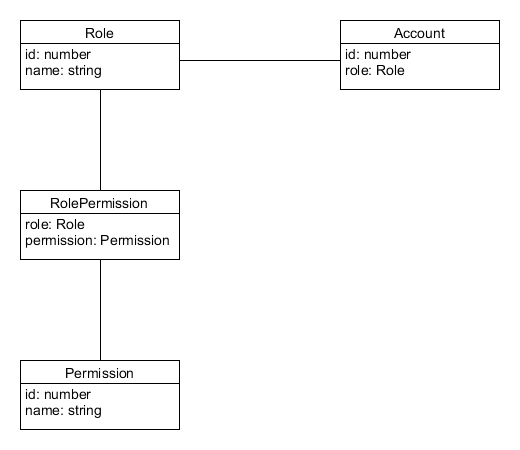 Role
id: number
name: string
Account
id: number
role: Role
RolePermission
role: Role
permission: Permission
Permission
id: number
name: string